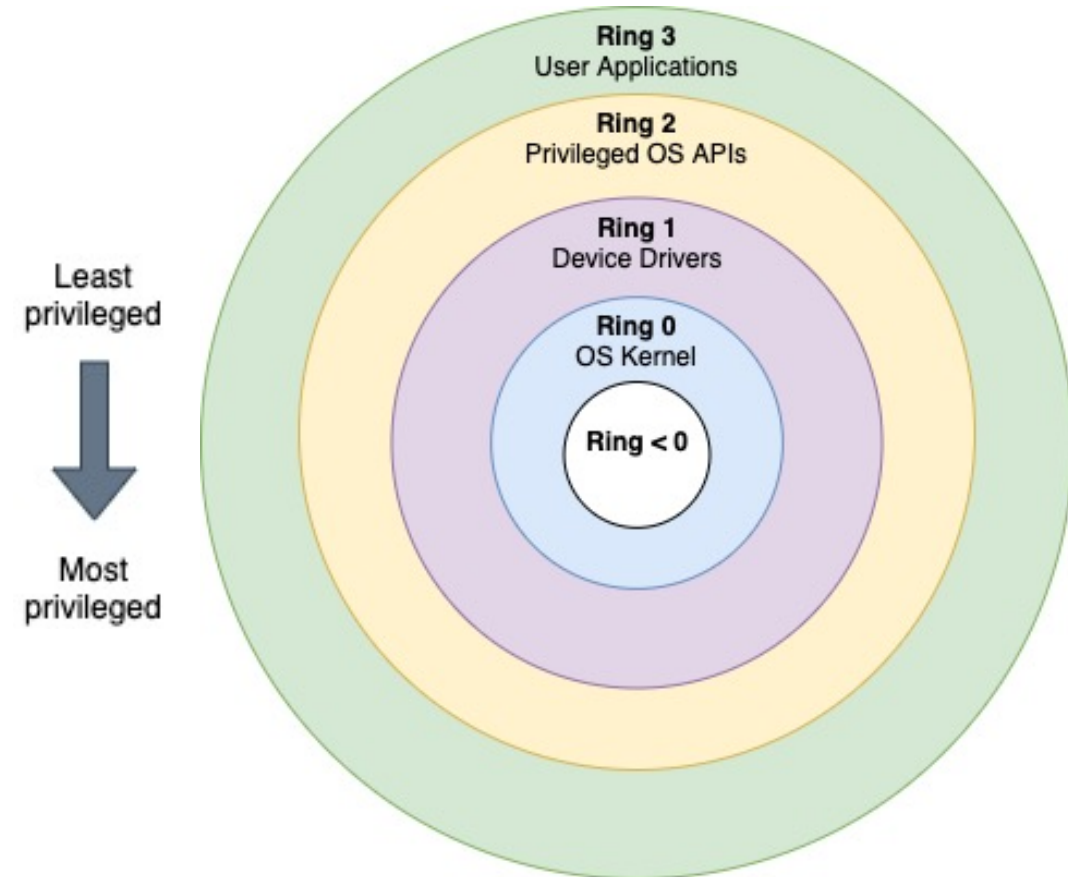 Ring 3
User Applications
Ring 2
Privileged OS APIs
Ring 1
Device Drivers
Ring 0
OS Kernel
Ring < 0
Least
privileged
Most
privileged